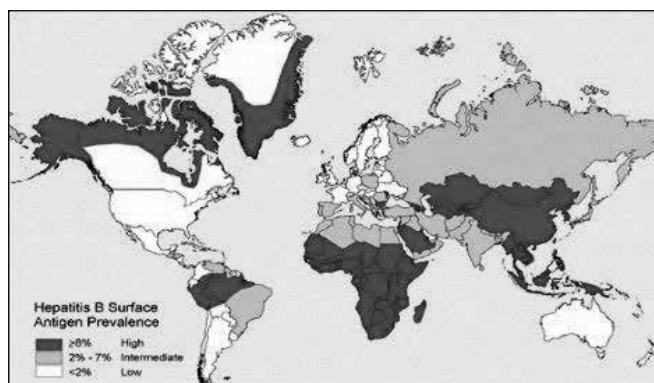 Hepatitis B Surface
Antigen Prevalence
≥8% High
2% - 7% Intermediate
<2% Low